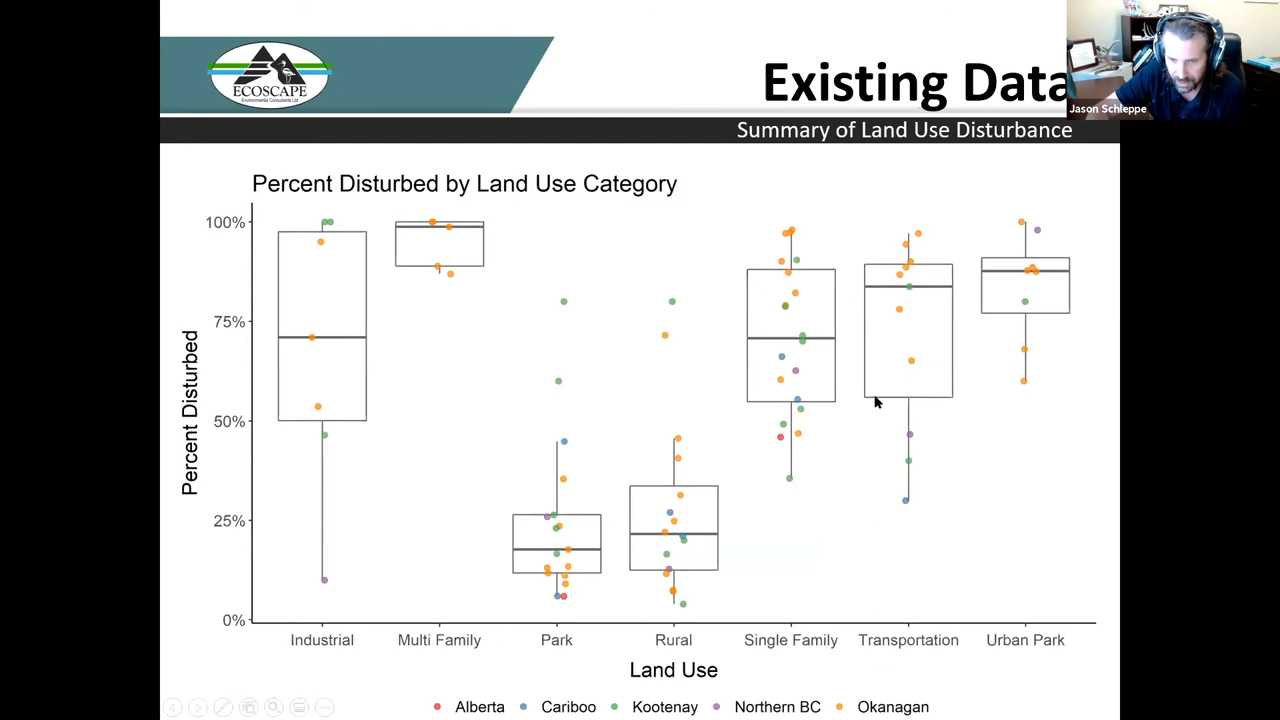 ECOSCAPE
Environmental Consultants Ltd.
Existing Data
Jason Schleppe
Summary of Land Use Disturbance
Percent Disturbed by Land Use Category
Percent Disturbed
100%
75%
50%
25%
0%
Industrial
Multi Family
Park
Rural
Single Family
Transportation
Urban Park
Land Use
Alberta
Cariboo
Kootenay
Northern BC
Okanagan